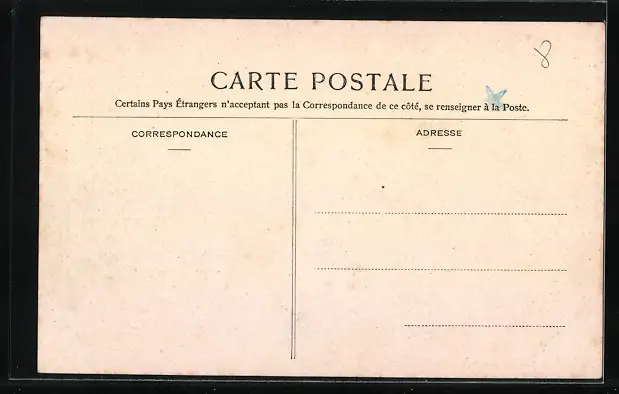 8
CARTE POSTALE
Certains Pays Étrangers n'acceptant pas la Correspondance de ce côté, se renseigner à la Poste.
CORRESPONDANCE
ADRESSE